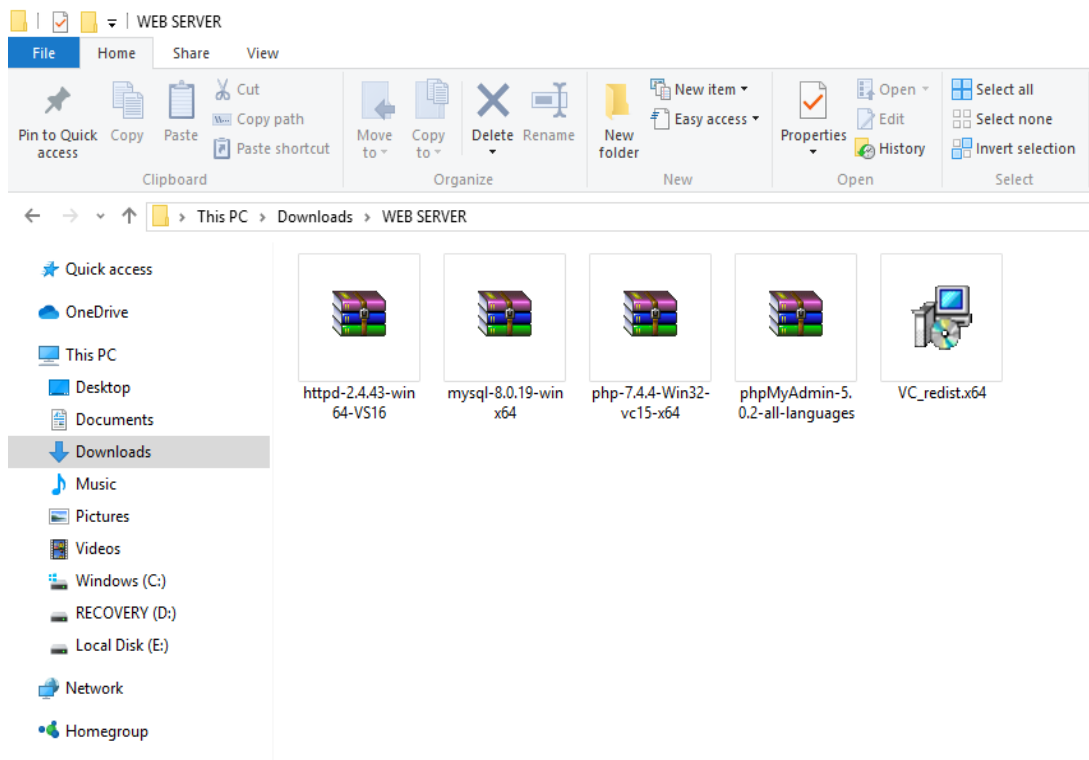 WEB SERVER
File Home Share View
Pin to Quick access
Copy
Paste
Cut
Copy path
Paste shortcut
Clipboard
Move to
Copy to
Delete
Rename
Organize
New folder
New item
Easy access
New
Properties
Open
Edit
History
Open
Select all
Select none
Invert selection
Select
This PC > Downloads > WEB SERVER
Quick access
OneDrive
This PC
Desktop
Documents
Downloads
Music
Pictures
Videos
Windows (C:)
RECOVERY (D:)
Local Disk (E:)
Network
Homegroup
httpd-2.4.43-win
64-VS16
mysql-8.0.19-win
x64
php-7.4.4-Win32-
vc15-x64
phpMyAdmin-5.
0.2-all-languages
VC_redist.x64